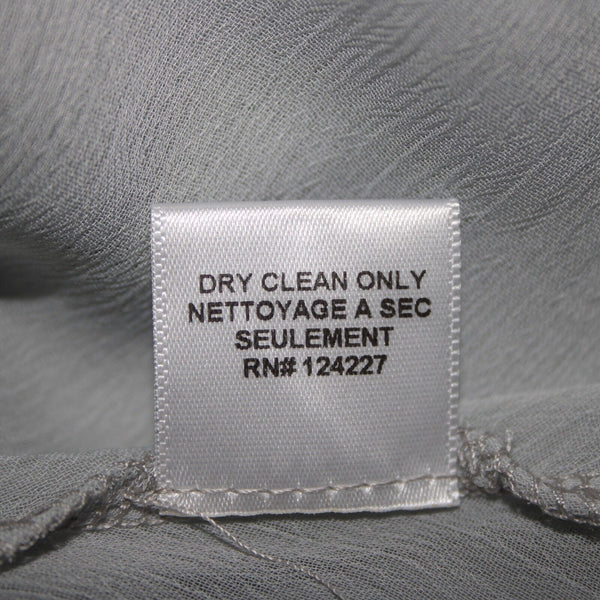 DRY CLEAN ONLY
NETTOYAGE A SEC
SEULEMENT
RN# 124227